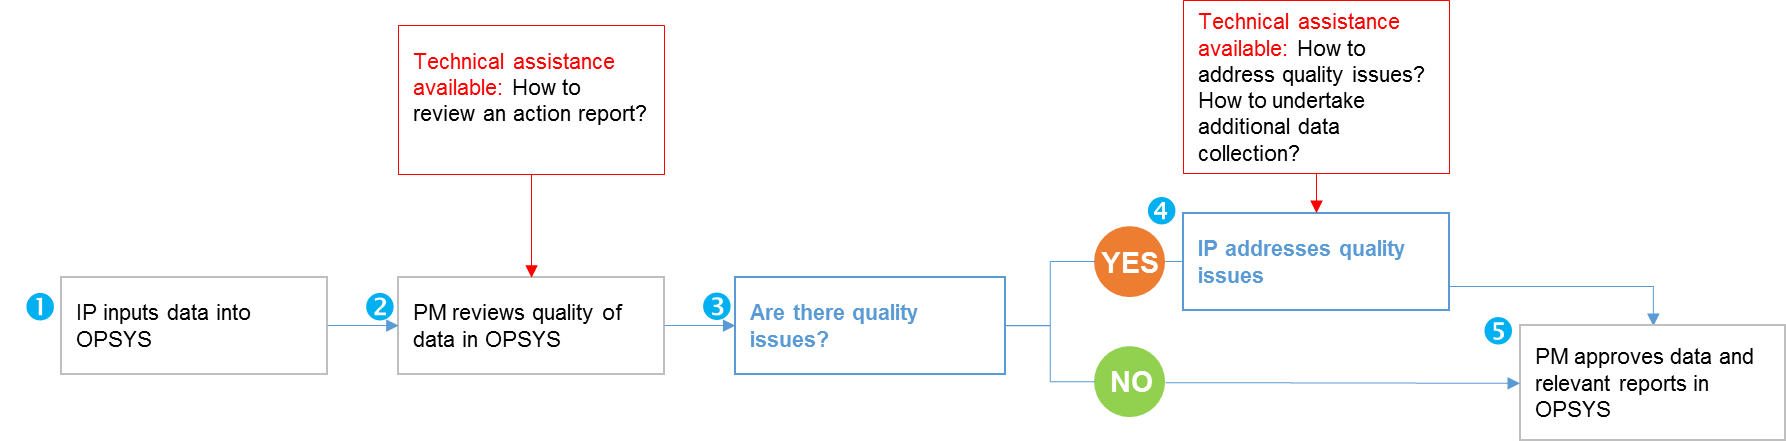 Technical assistance
available: How to
review an action report?
Technical assistance
available: How to
address quality issues?
How to undertake
additional data
collection?
1
IP inputs data into
OPSYS
2
PM reviews quality of
data in OPSYS
3
Are there quality
issues?
YES
NO
4
IP addresses quality
issues
5
PM approves data and
relevant reports in
OPSYS